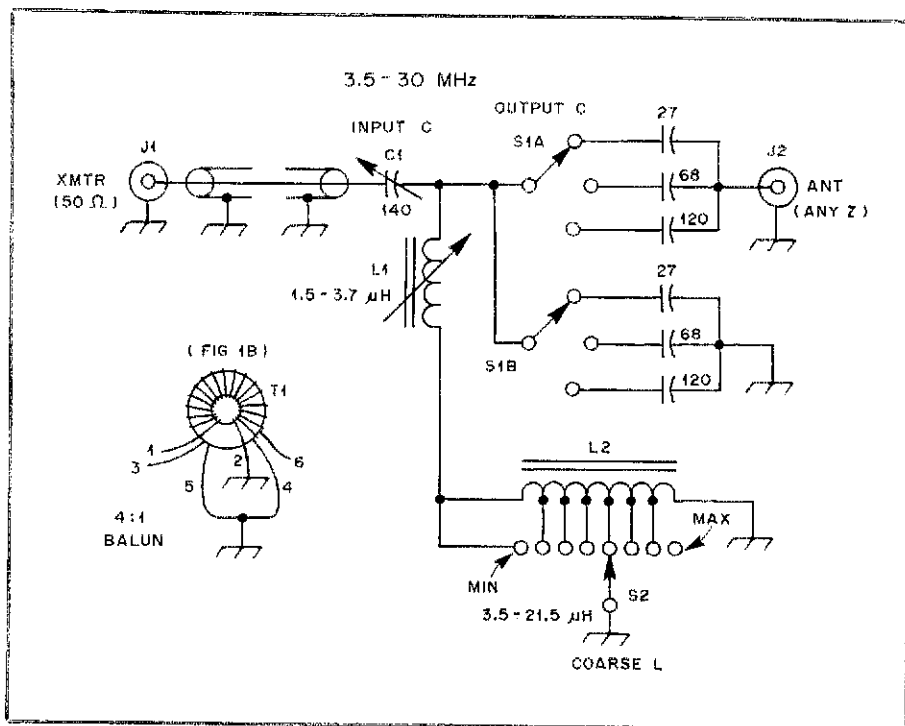 3.5-30 MHz
INPUT C
OUTPUT C
J1
XMTR
(50 Ω)
C1
140
S1A
27
68
120
J2
ANT
(ANY Z)
L1
1.5-3.7 µH
S1B
27
68
120
(FIG 1B)
T1
1
3
2
6
5
4
4:1
BALUN
L2
MIN
MAX
S2
3.5-21.5 µH
COARSE L